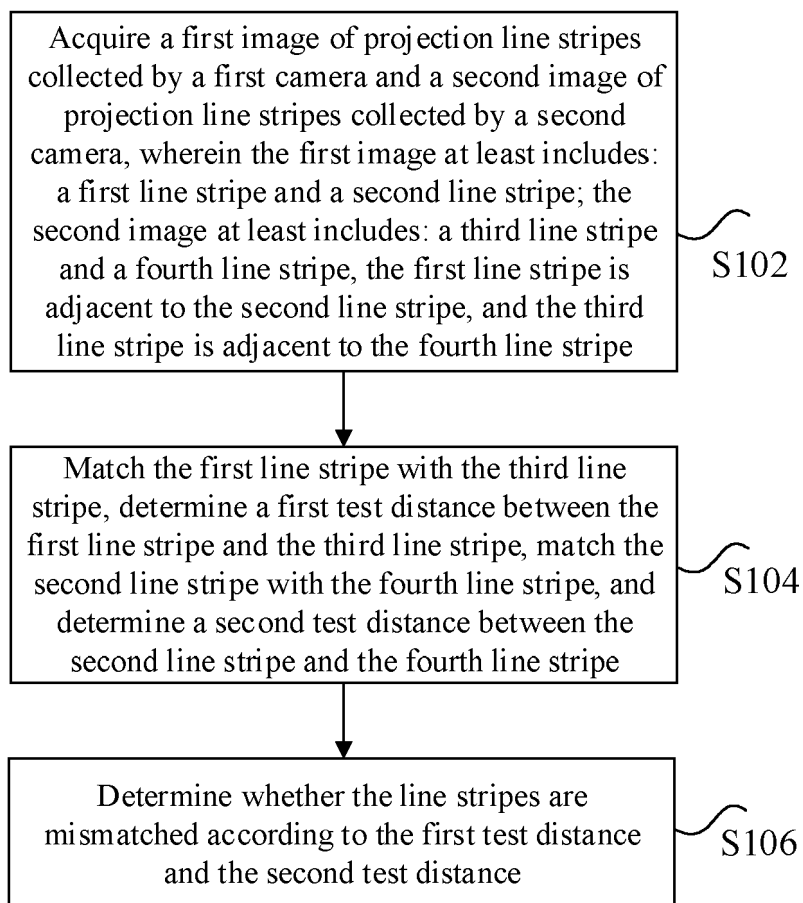 Acquire a first image of projection line stripes
collected by a first camera and a second image of
projection line stripes collected by a second
camera, wherein the first image at least includes:
a first line stripe and a second line stripe; the
second image at least includes: a third line stripe
and a fourth line stripe, the first line stripe is
adjacent to the second line stripe, and the third
line stripe is adjacent to the fourth line stripe
S102
Match the first line stripe with the third line
stripe, determine a first test distance between the
first line stripe and the third line stripe, match the
second line stripe with the fourth line stripe, and
determine a second test distance between the
second line stripe and the fourth line stripe
S104
Determine whether the line stripes are
mismatched according to the first test distance
and the second test distance
S106